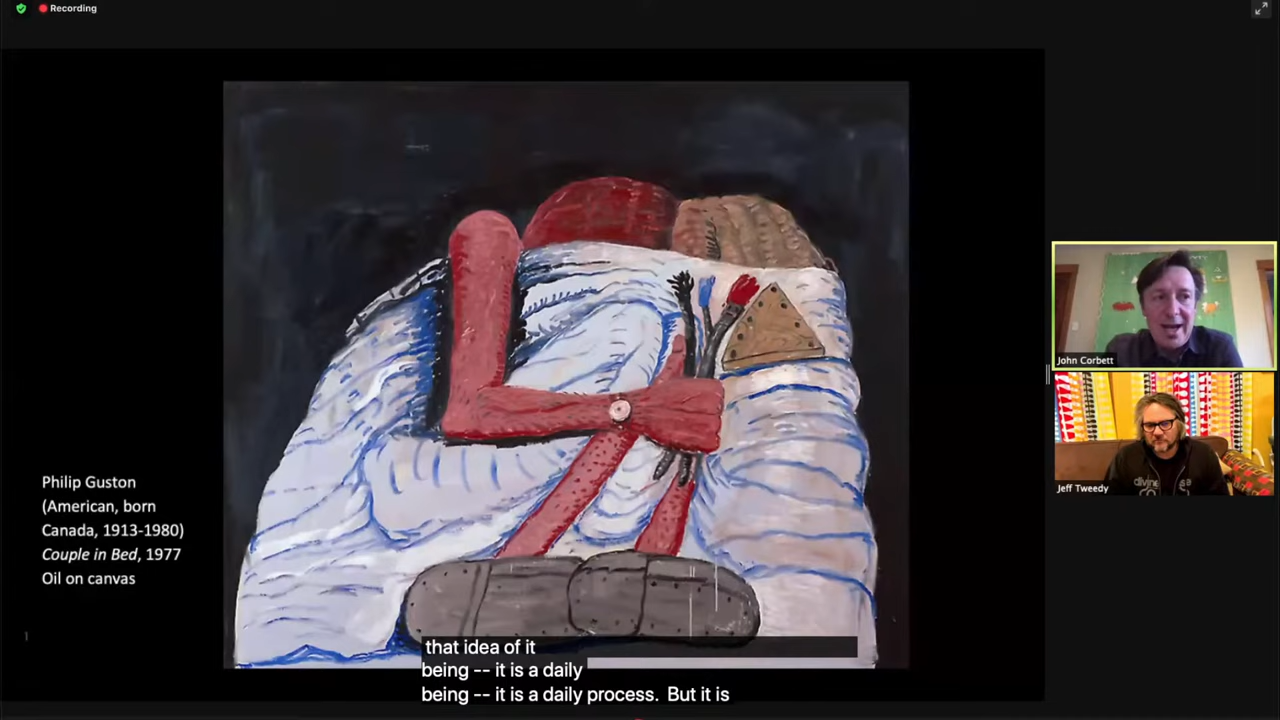 Recording
Philip Guston
(American, born
Canada, 1913-1980)
Couple in Bed, 1977
Oil on canvas
John Corbett
Jeff Tweedy
that idea of it
being -- it is a daily
being -- it is a daily process. But it is